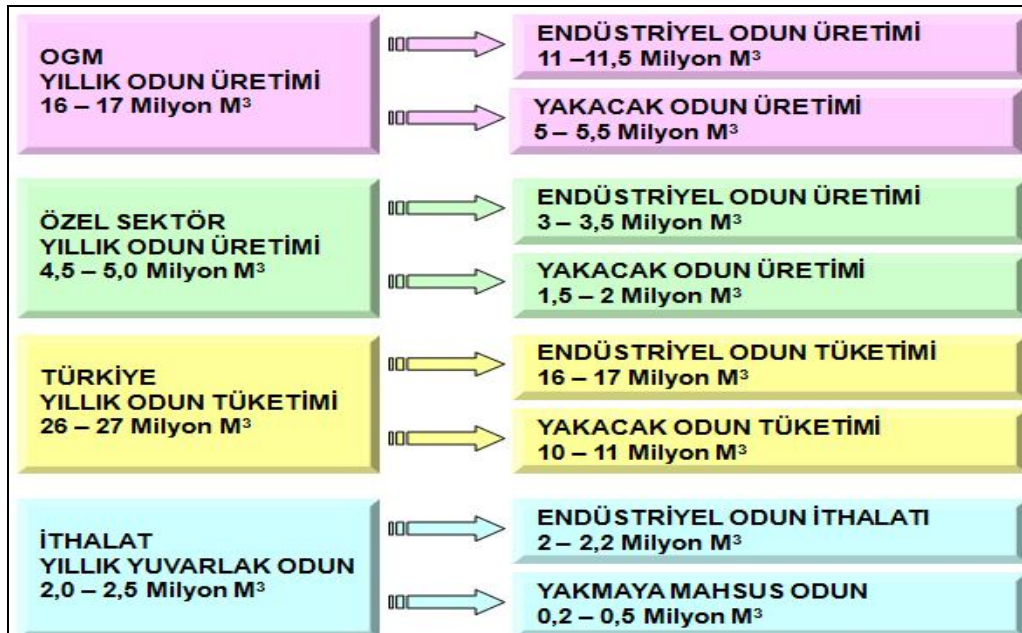 OGM
YILLIK ODUN ÜRETİMİ
16 – 17 Milyon M³
ENDÜSTRİYEL ODUN ÜRETİMİ
11 –11,5 Milyon M³
YAKACAK ODUN ÜRETİMİ
5 – 5,5 Milyon M³
ÖZEL SEKTÖR
YILLIK ODUN ÜRETİMİ
4,5 – 5,0 Milyon M³
ENDÜSTRİYEL ODUN ÜRETİMİ
3 – 3,5 Milyon M³
YAKACAK ODUN ÜRETİMİ
1,5 – 2 Milyon M³
TÜRKİYE
YILLIK ODUN TÜKETİMİ
26 – 27 Milyon M³
ENDÜSTRİYEL ODUN TÜKETİMİ
16 – 17 Milyon M³
YAKACAK ODUN TÜKETİMİ
10 – 11 Milyon M³
İTHALAT
YILLIK YUVARLAK ODUN
2,0 – 2,5 Milyon M³
ENDÜSTRİYEL ODUN İTHALATI
2 – 2,2 Milyon M³
YAKMAYA MAHSUS ODUN
0,2 – 0,5 Milyon M³